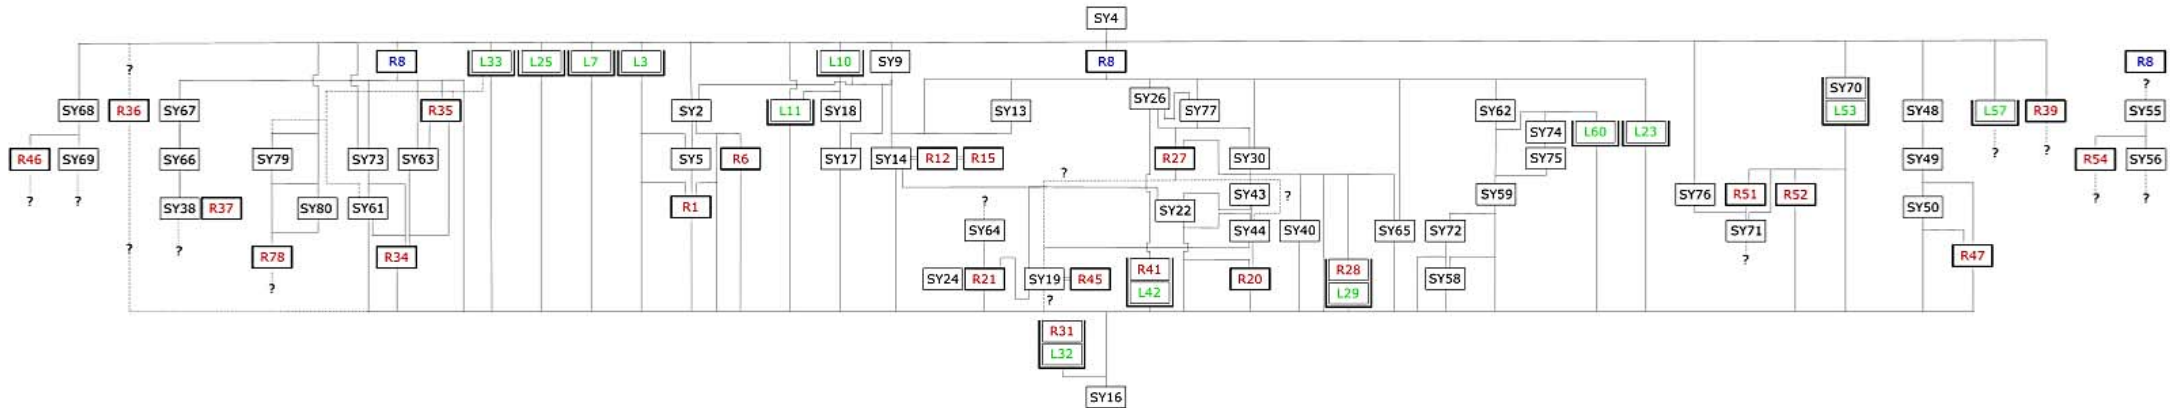 SY4
R8 L33 L25 L7 L3 L10 SY9 R8 R8
? ?
SY68 R36 SY67 R35 SY2 L11 SY18 SY13 SY26 SY77 SY62 SY70 SY48 L57 R39 SY55
L53
SY74 L60 L23
R46 SY69 SY66 SY79 SY73 SY63 SY5 R6 SY17 SY14 R12 R15 R27 SY30 SY75 SY49 ? ? R54 SY56
?
? ? SY43 ? SY59 SY76 R51 R52 ? ?
SY38 R37 SY80 SY61 R1 ? SY22 SY50
SY64 SY44 SY40 SY65 SY72 SY71
? ? R78 R34 ? R47
? SY24 R21 SY19 R45 R41 R20 R28 SY58
? L42 L29
R31
L32
SY16